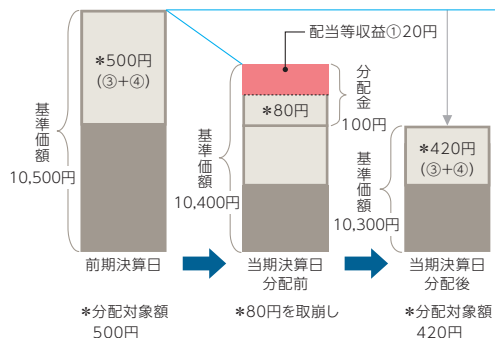 配当等収益①20円
＊500円
(③+④)
基準価額
10,500円
前期決算日
＊分配対象額
500円
分配金
100円
＊80円
基準価額
10,400円
当期決算日
分配前
＊80円を取崩し
＊420円
(③+④)
基準価額
10,300円
当期決算日
分配後
＊分配対象額
420円